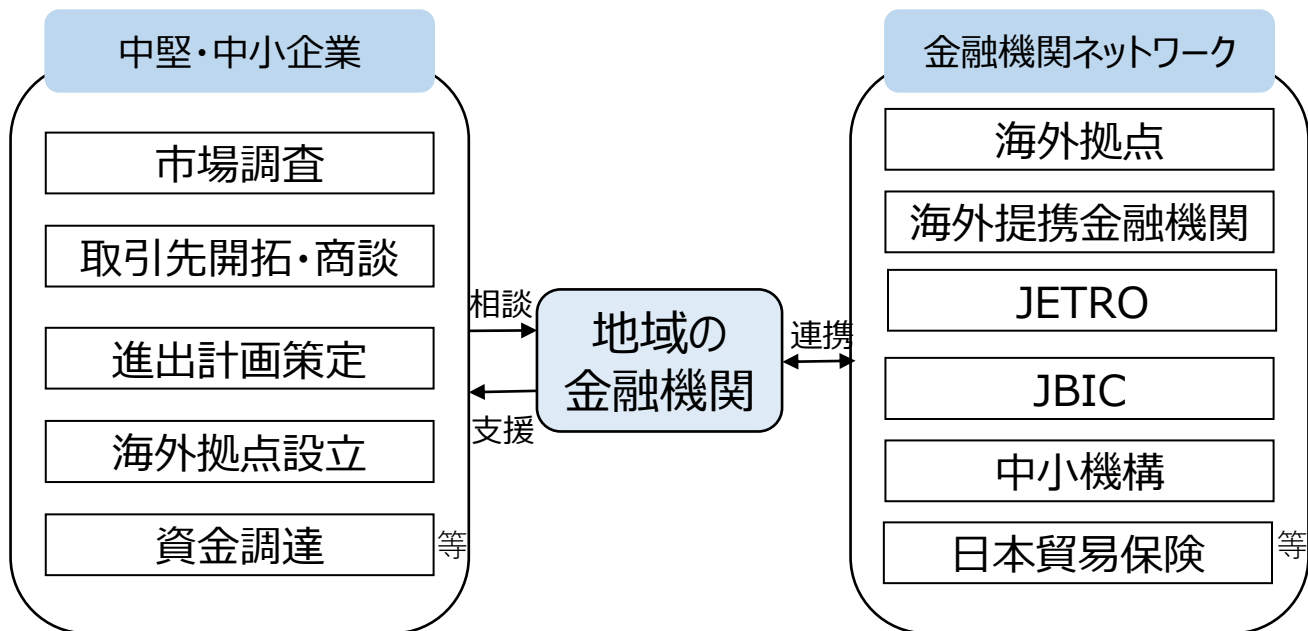 中堅・中小企業
市場調査
取引先開拓・商談
進出計画策定
海外拠点設立
資金調達
等
相談
支援
地域の
金融機関
連携
金融機関ネットワーク
海外拠点
海外提携金融機関
JETRO
JBIC
中小機構
日本貿易保険
等